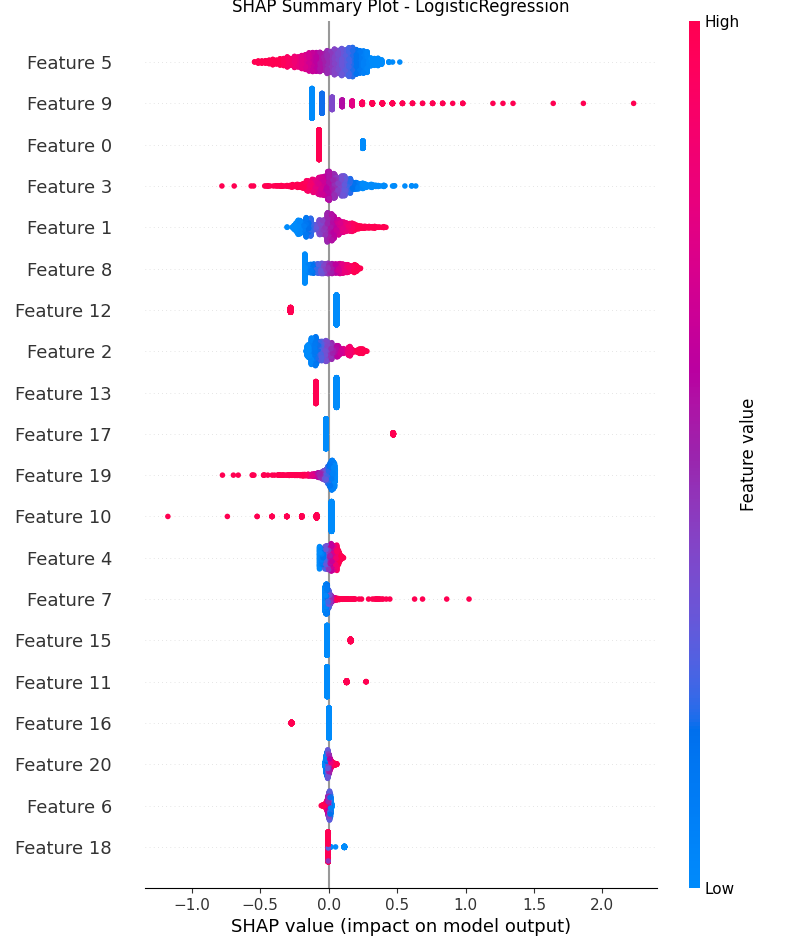 SHAP Summary Plot - LogisticRegression
High
Feature 5
Feature 9
Feature 0
Feature 3
Feature 1
Feature 8
Feature 12
Feature 2
Feature 13
Feature 17
Feature 19
Feature 10
Feature 4
Feature 7
Feature 15
Feature 11
Feature 16
Feature 20
Feature 6
Feature 18
Feature value
Low
−1.0 −0.5 0.0 0.5 1.0 1.5 2.0
SHAP value (impact on model output)